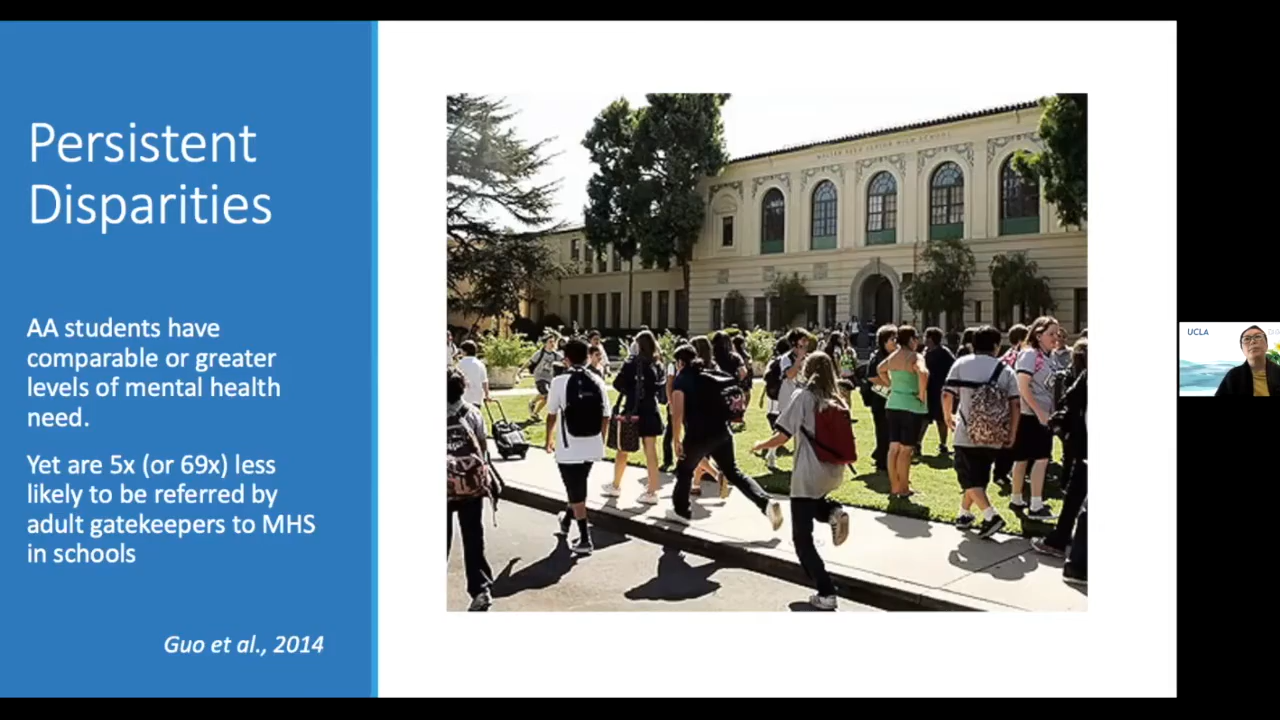 Persistent
Disparities
AA students have
comparable or greater
levels of mental health
need.
Yet are 5x (or 69x) less
likely to be referred by
adult gatekeepers to MHS
in schools
Guo et al., 2014
UCLA